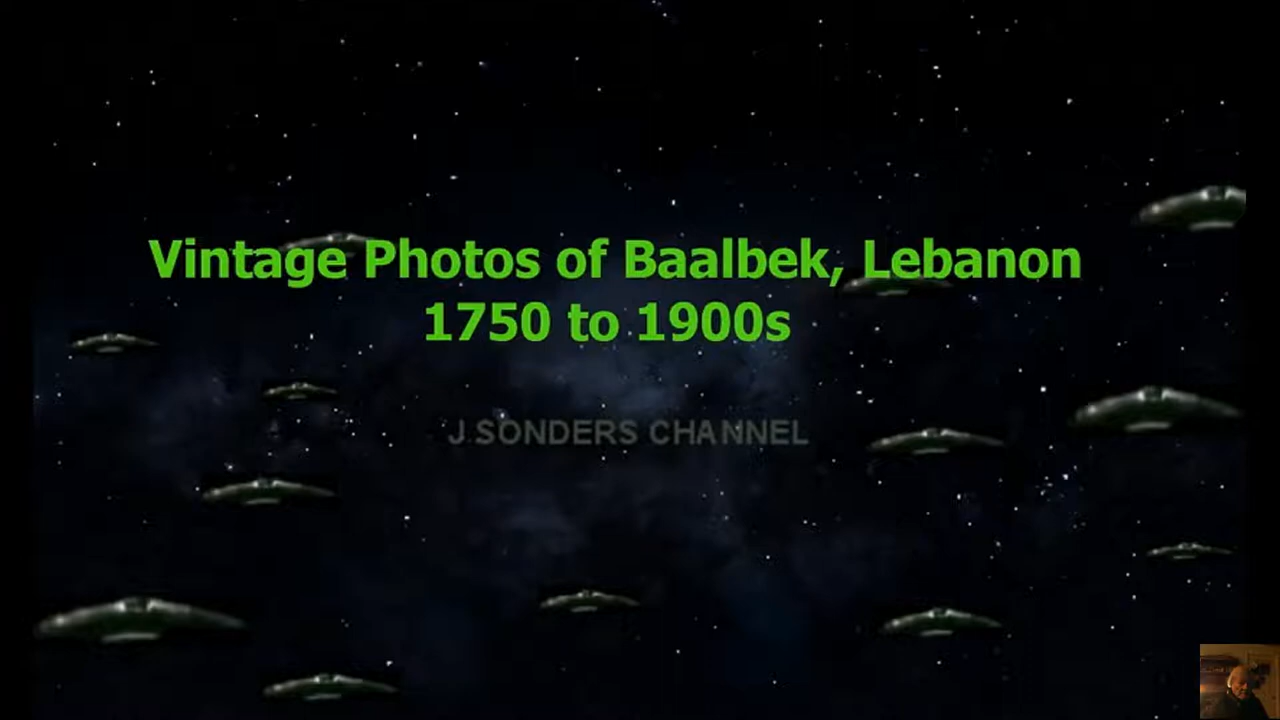 Vintage Photos of Baalbek, Lebanon
1750 to 1900s
J SONDERS CHANNEL